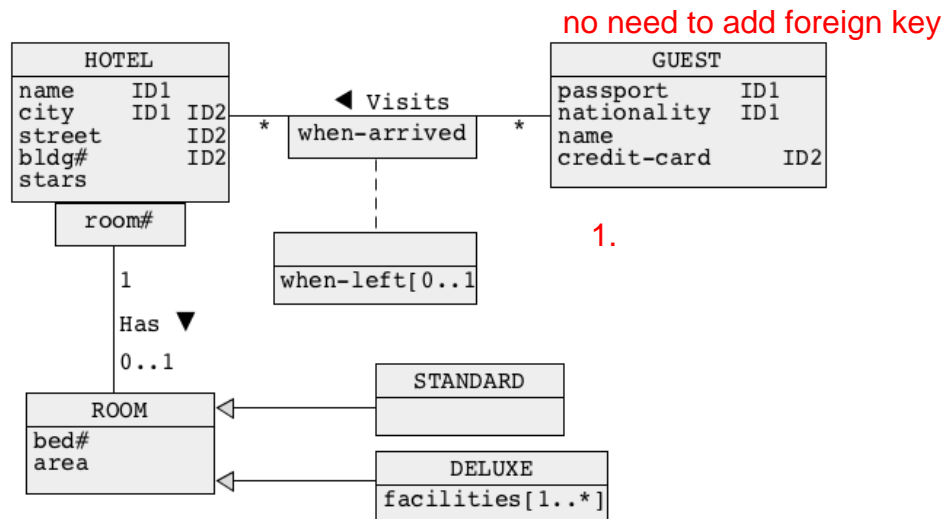 no need to add foreign key
HOTEL
name ID1
city ID1 ID2
street ID2
bldg# ID2
stars
room#
◀ Visits
* when-arrived *
GUEST
passport ID1
nationality ID1
name
credit-card ID2
1.
when-left[0..1
1
Has ▼
0..1
ROOM
bed#
area
STANDARD
DELUXE
facilities[1..*]